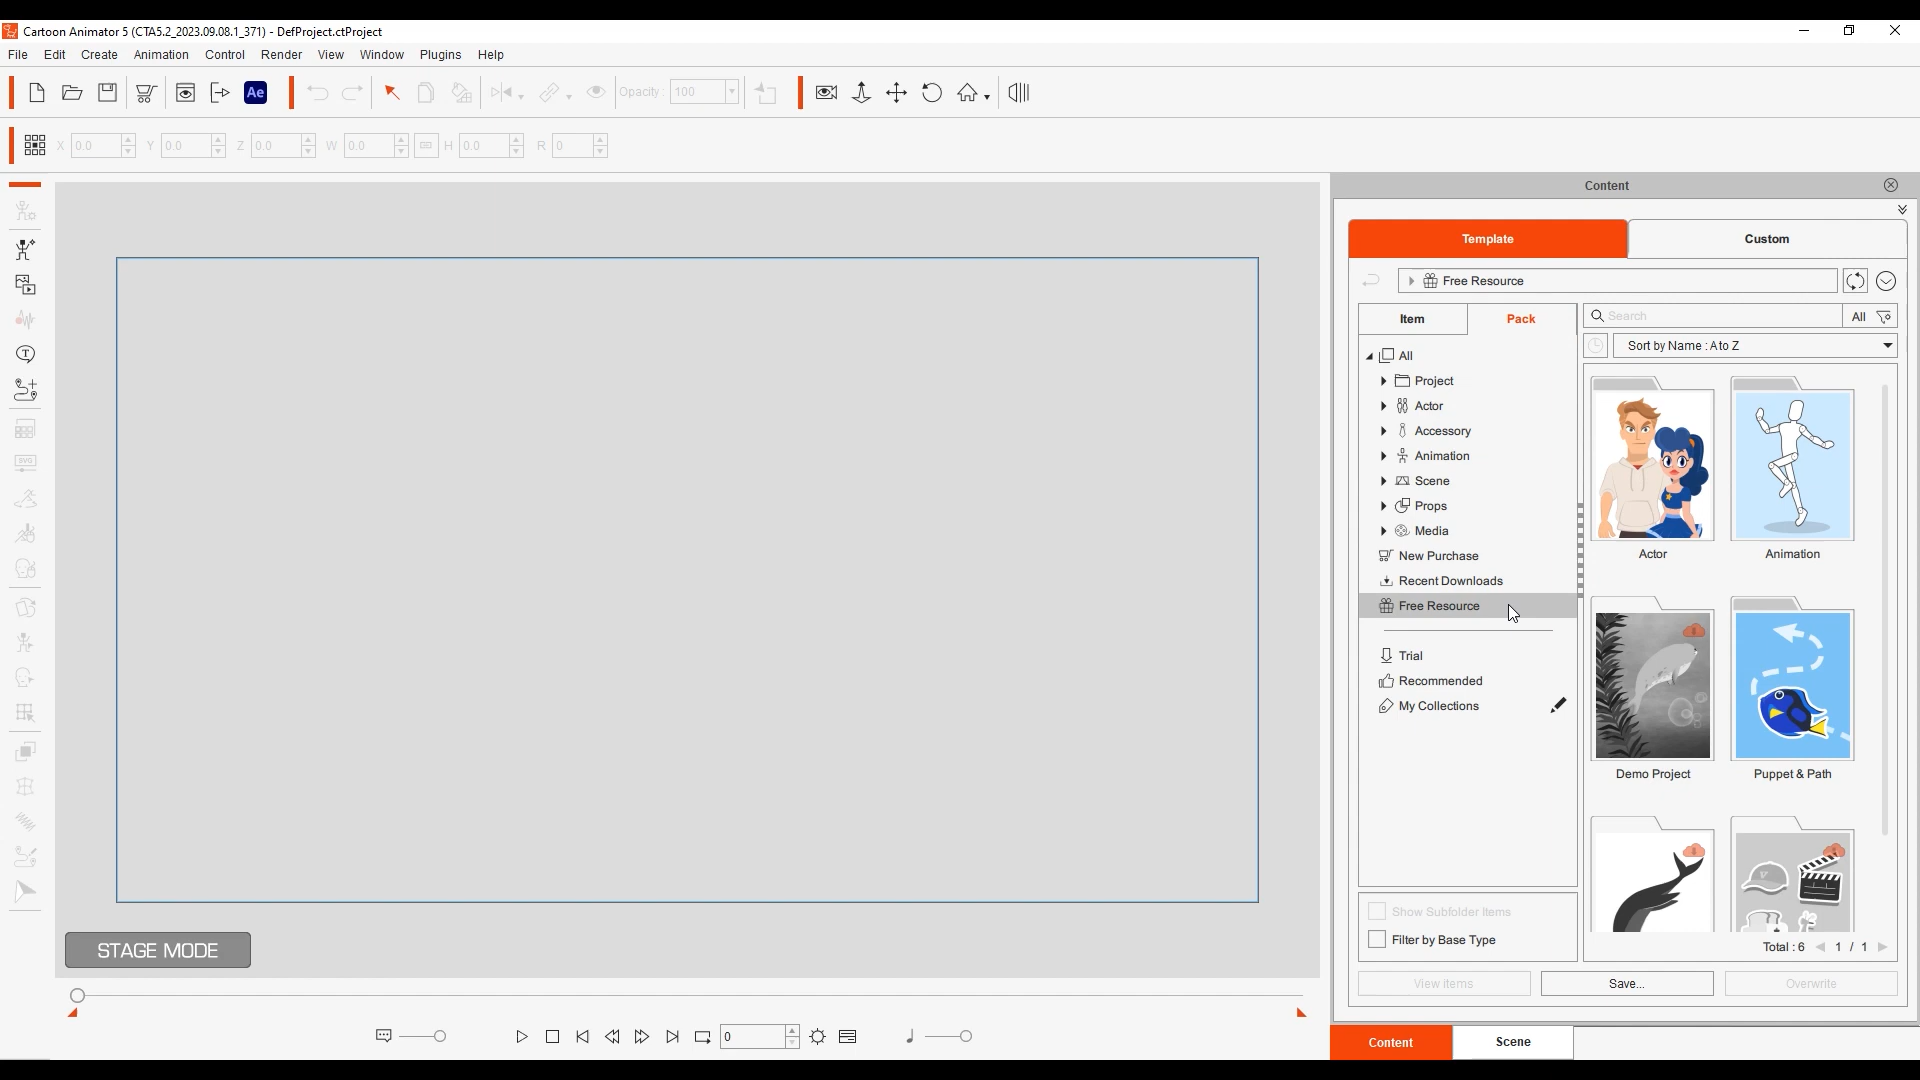 Cartoon Animator 5 (CTA5.2_2023.09.08.1_371) - DefProject.ctProject
File Edit Create Animation Control Render View Window Plugins Help
Ae Opacity : 100
X 0.0 Y 0.0 Z 0.0 W 0.0 H 0.0 R 0
Content
Template Custom
Free Resource
Item Pack
Search All
Sort by Name : A to Z
All
Project
Actor
Accessory
Animation
Scene
Props
Media
New Purchase
Recent Downloads
Free Resource
Trial
Recommended
My Collections
Actor Animation
Demo Project Puppet & Path
Show Subfolder Items
Filter by Base Type
Total : 6 1 / 1
View Items Save... Overwrite
SVG
STAGE MODE
0
Content Scene